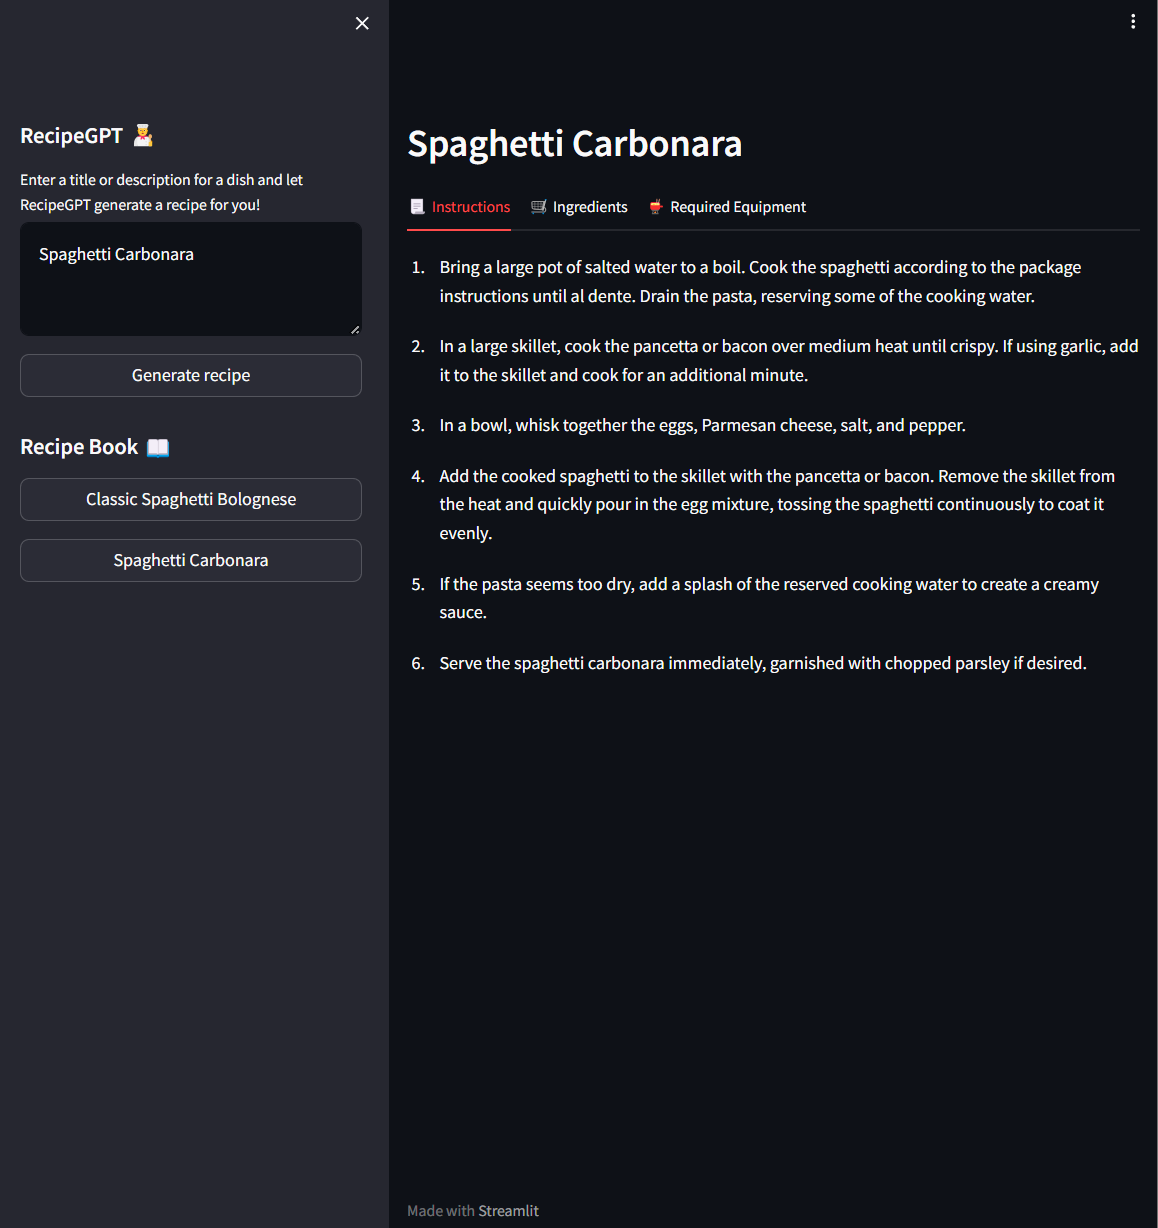 RecipeGPT
Enter a title or description for a dish and let
RecipeGPT generate a recipe for you!
Spaghetti Carbonara
Generate recipe
Recipe Book
Classic Spaghetti Bolognese
Spaghetti Carbonara
Spaghetti Carbonara
Instructions
Ingredients
Required Equipment
1. Bring a large pot of salted water to a boil. Cook the spaghetti according to the package
instructions until al dente. Drain the pasta, reserving some of the cooking water.
2. In a large skillet, cook the pancetta or bacon over medium heat until crispy. If using garlic, add
it to the skillet and cook for an additional minute.
3. In a bowl, whisk together the eggs, Parmesan cheese, salt, and pepper.
4. Add the cooked spaghetti to the skillet with the pancetta or bacon. Remove the skillet from
the heat and quickly pour in the egg mixture, tossing the spaghetti continuously to coat it
evenly.
5. If the pasta seems too dry, add a splash of the reserved cooking water to create a creamy
sauce.
6. Serve the spaghetti carbonara immediately, garnished with chopped parsley if desired.
Made with Streamlit